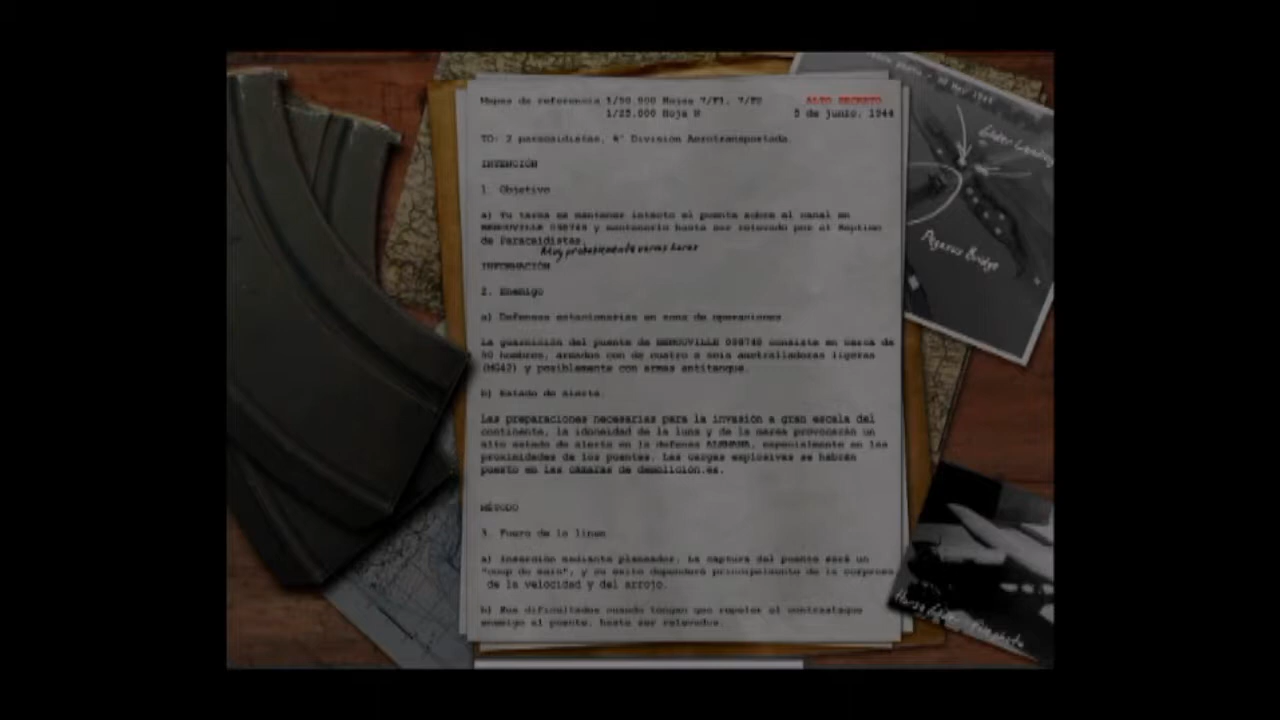 Mapas de referencia 1/50.000 Hojas 7/F1, 7/F2
ALTO SECRETO
1/25.000 Hoja
5 de junio, 1944
TO: 2 paracaidistas, 6ª División Aerotransportada
INTENCIÓN
1. Objetivo
a) Tu tarea es mantener intacto el puente sobre el canal en
BENOUVILLE 098748 y mantenerlo hasta ser relevado por el Septimo
de Paracaidistas.
Muy probablemente varias horas
INFORMACIÓN
2. Enemigo
a) Defensas estacionarias en zona de operaciones
La guarnición del puente de BENOUVILLE 098748 consiste en cerca de
50 hombres, armados con de cuatro a seis ametralladoras ligeras
(MG42) y posiblemente con armas antitanque.
b) Estado de alerta.
Las preparaciones necesarias para la invasión a gran escala del
continente, la idoneidad de la luna y de la marea provocarán un
alto estado de alerta en la defensa ALEMANA, especialmente en las
proximidades de los puentes. Las cargas explosivas se habrán
puesto en las cámaras de demolición.es.
MÉTODO
3. Fuera de la línea
a) Inserción mediante planeador. La captura del puente será un
"coup de main", y su éxito dependerá principalmente de la sorpresa
de la velocidad y del arrojo.
b) Sus dificultades cuando tengan que repeler el contraataque
enemigo al puente, hasta ser relevados.
Glider Landing
Pegasus Bridge